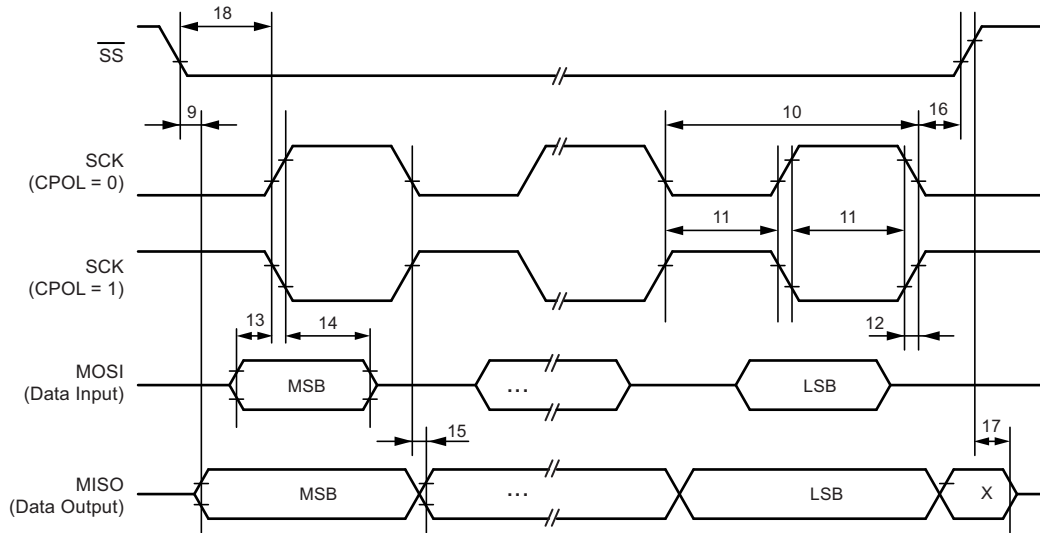 18
SS
9
10
16
SCK
(CPOL = 0)
11
11
SCK
(CPOL = 1)
13
14
12
MOSI
(Data Input)
MSB
...
LSB
15
17
MISO
(Data Output)
MSB
...
LSB
X